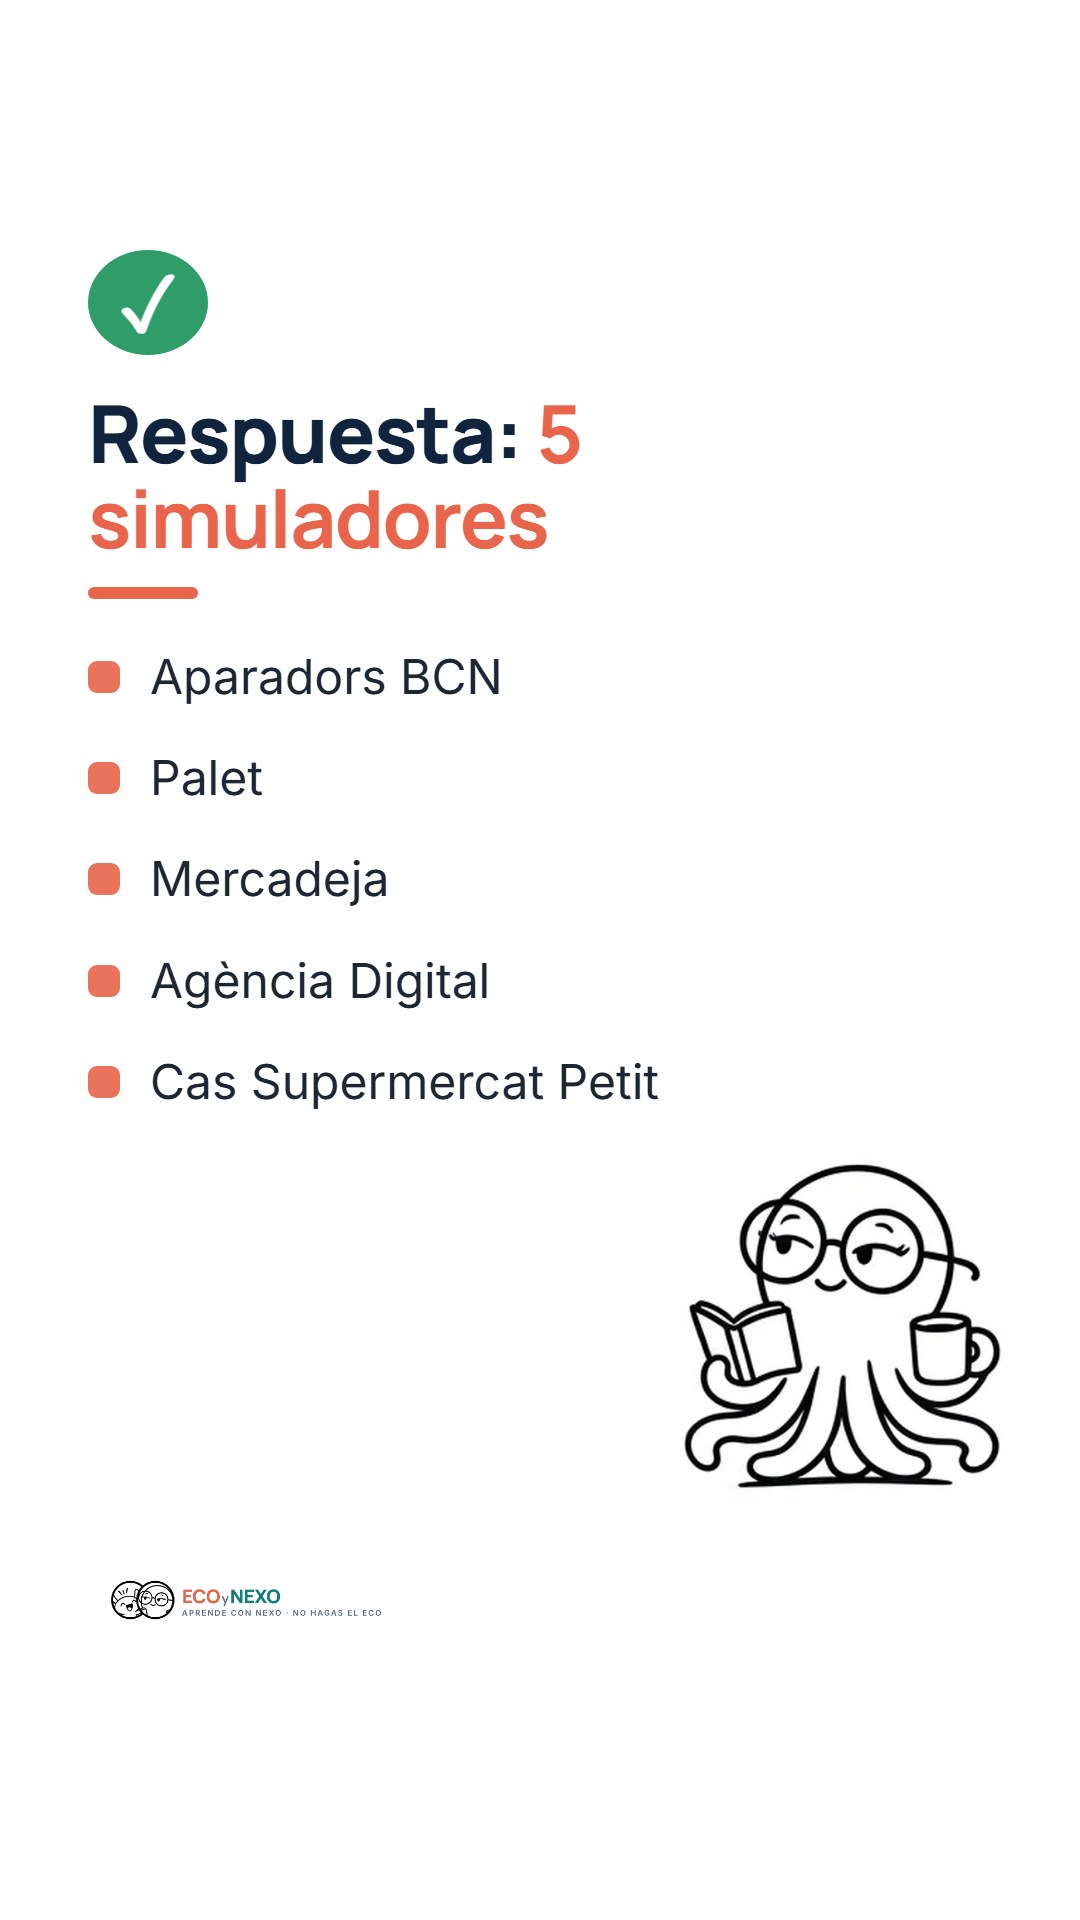 Respuesta: 5
simuladores
Aparadors BCN
Palet
Mercadeja
Agència Digital
Cas Supermercat Petit
ECOyNEXO
APRENDE CON NEXO · NO HAGAS EL ECO